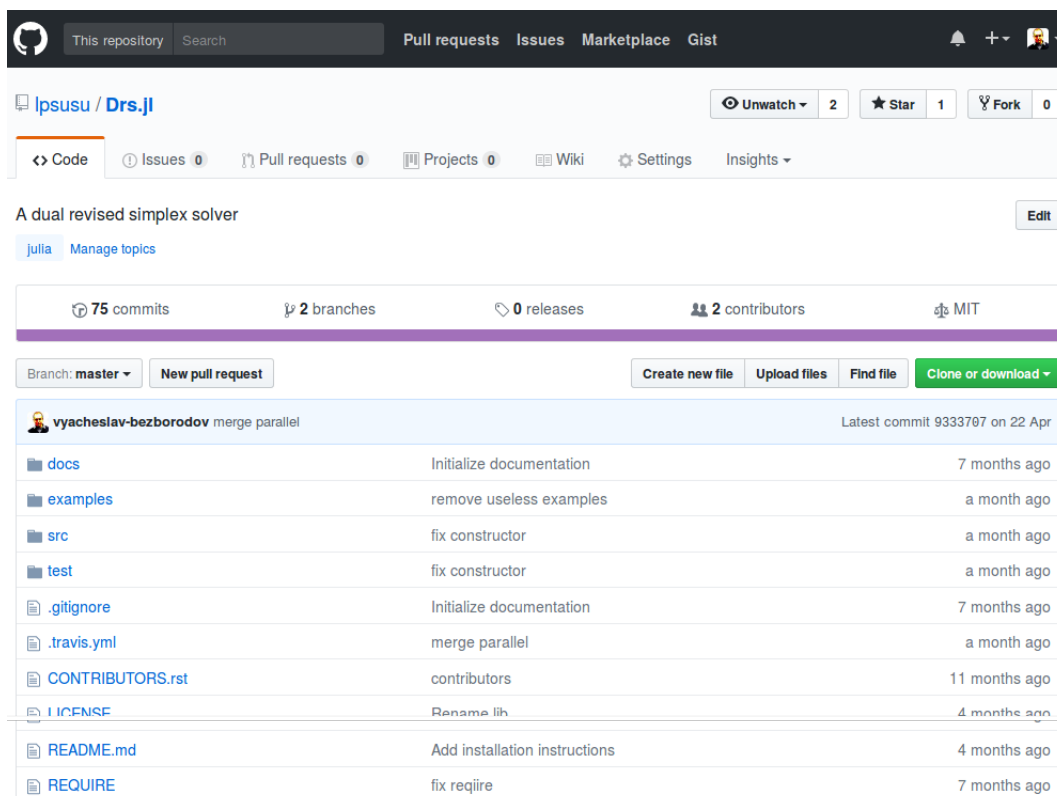 This repository Search Pull requests Issues Marketplace Gist
lpsusu / Drs.jl Unwatch 2 Star 1 Fork 0
Code Issues 0 Pull requests 0 Projects 0 Wiki Settings Insights
A dual revised simplex solver Edit
julia Manage topics
75 commits 2 branches 0 releases 2 contributors MIT
Branch: master New pull request Create new file Upload files Find file Clone or download
vyacheslav-bezborodov merge parallel Latest commit 9333707 on 22 Apr
docs Initialize documentation 7 months ago
examples remove useless examples a month ago
src fix constructor a month ago
test fix constructor a month ago
.gitignore Initialize documentation 7 months ago
.travis.yml merge parallel a month ago
CONTRIBUTORS.rst contributors 11 months ago
LICENSE Rename lib 4 months ago
README.md Add installation instructions 4 months ago
REQUIRE fix reqiire 7 months ago